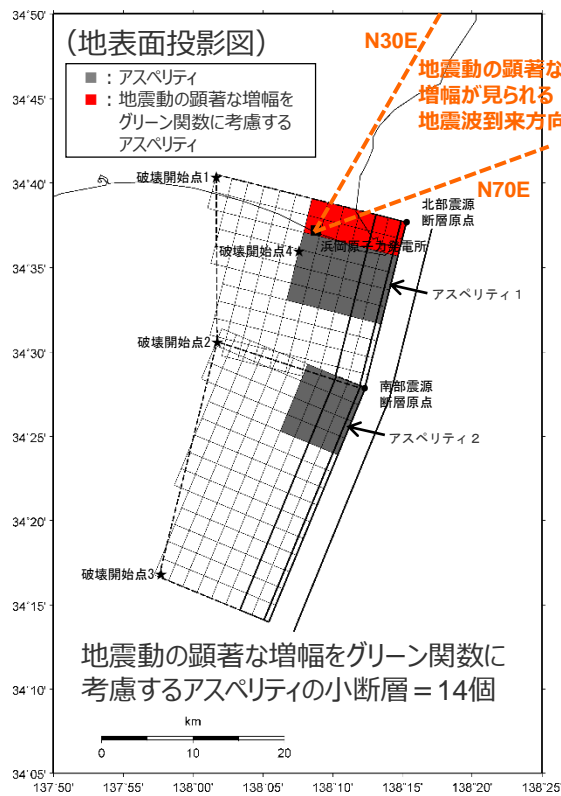 (地表面投影図)
■ : アスペリティ
■ : 地震動の顕著な増幅を
グリーン関数に考慮する
アスペリティ
N30E
地震動の顕著な
増幅が見られる
地震波到来方向
N70E
破壊開始点1
北部震源
断層原点
浜岡原子力発電所
破壊開始点4
アスペリティ1
破壊開始点2
南部震源
断層原点
アスペリティ2
破壊開始点3
地震動の顕著な増幅をグリーン関数に
考慮するアスペリティの小断層=14個
km
0 10 20
34˚50'
34˚45'
34˚40'
34˚35'
34˚30'
34˚25'
34˚20'
34˚15'
34˚10'
34˚05'
137˚50' 137˚55' 138˚00' 138˚05' 138˚10' 138˚15' 138˚20' 138˚25'